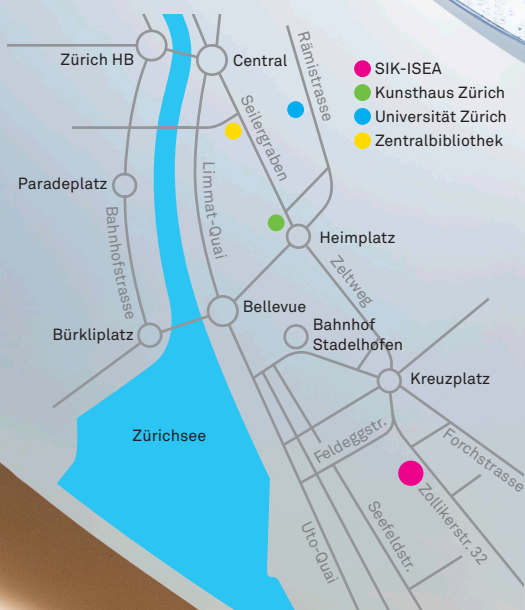 Zürich HB
Central
Rämistrasse
SIK-ISEA
Kunsthaus Zürich
Universität Zürich
Zentralbibliothek
Seilergraben
Limmat-Quai
Paradeplatz
Bahnhofstrasse
Heimplatz
Zeltweg
Bellevue
Bürkliplatz
Bahnhof
Stadelhofen
Kreuzplatz
Zürichsee
Feldeggstr.
Forchstrasse
Zollikerstr. 32
Seefeldstr.
Uto-Quai